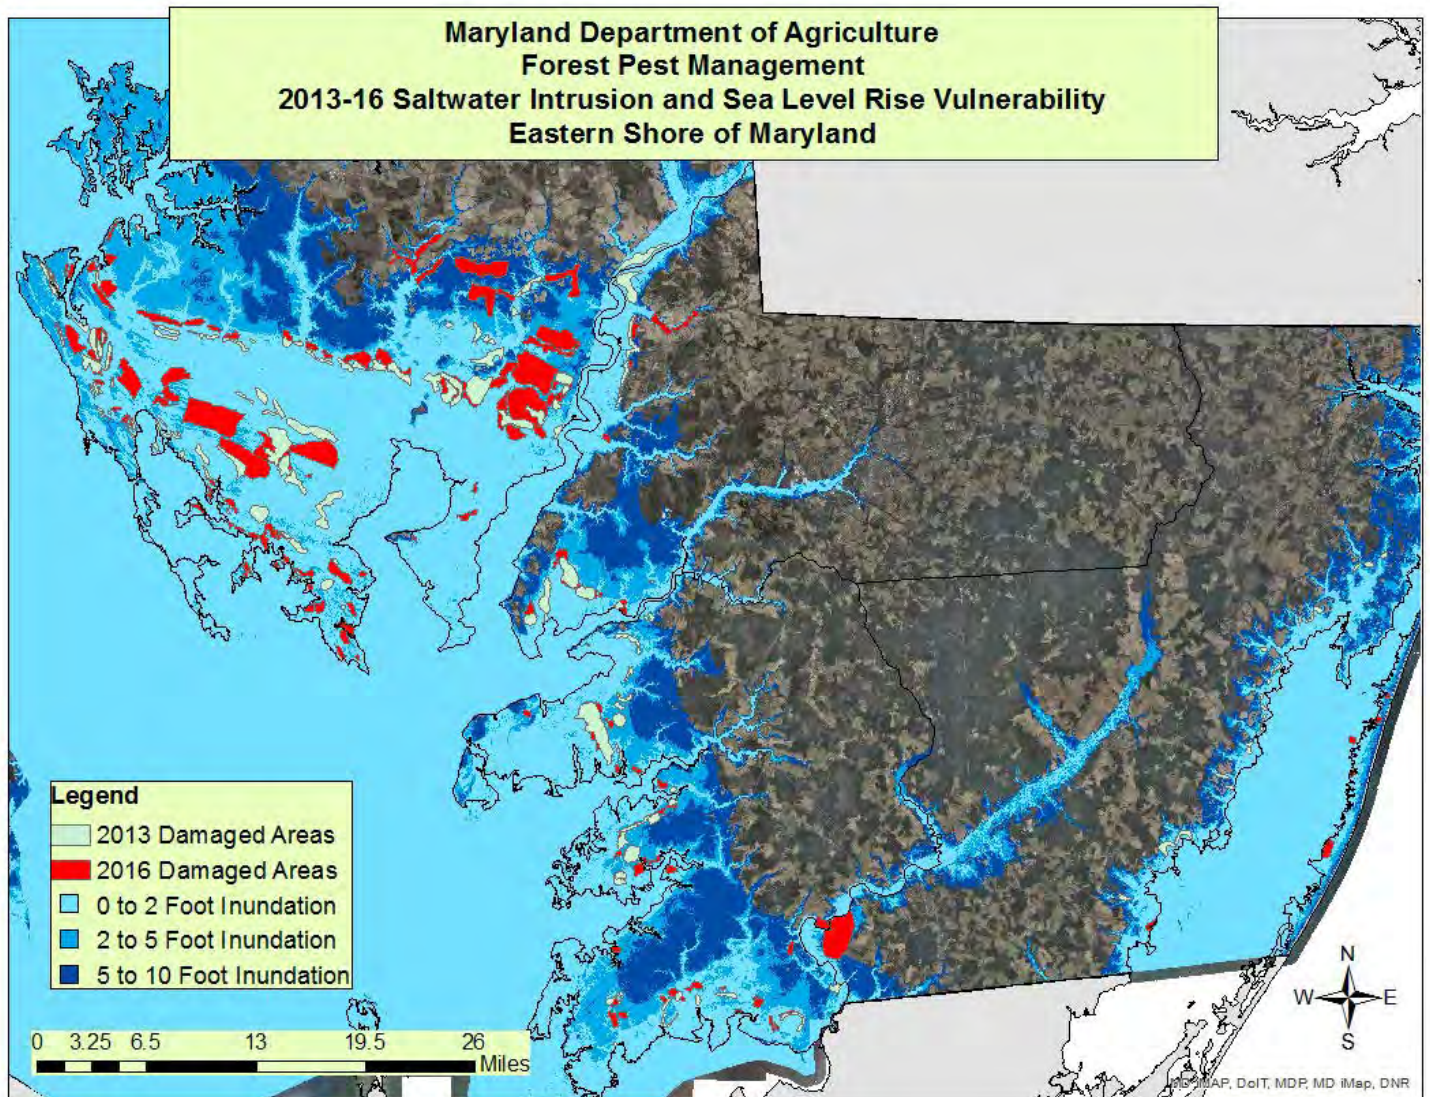 Maryland Department of Agriculture
Forest Pest Management
2013-16 Saltwater Intrusion and Sea Level Rise Vulnerability
Eastern Shore of Maryland
Legend
2013 Damaged Areas
2016 Damaged Areas
0 to 2 Foot Inundation
2 to 5 Foot Inundation
5 to 10 Foot Inundation
0 3.25 6.5 13 19.5 26
Miles
N
W E
S
MD iMAP, DoIT, MDP, MD iMap, DNR